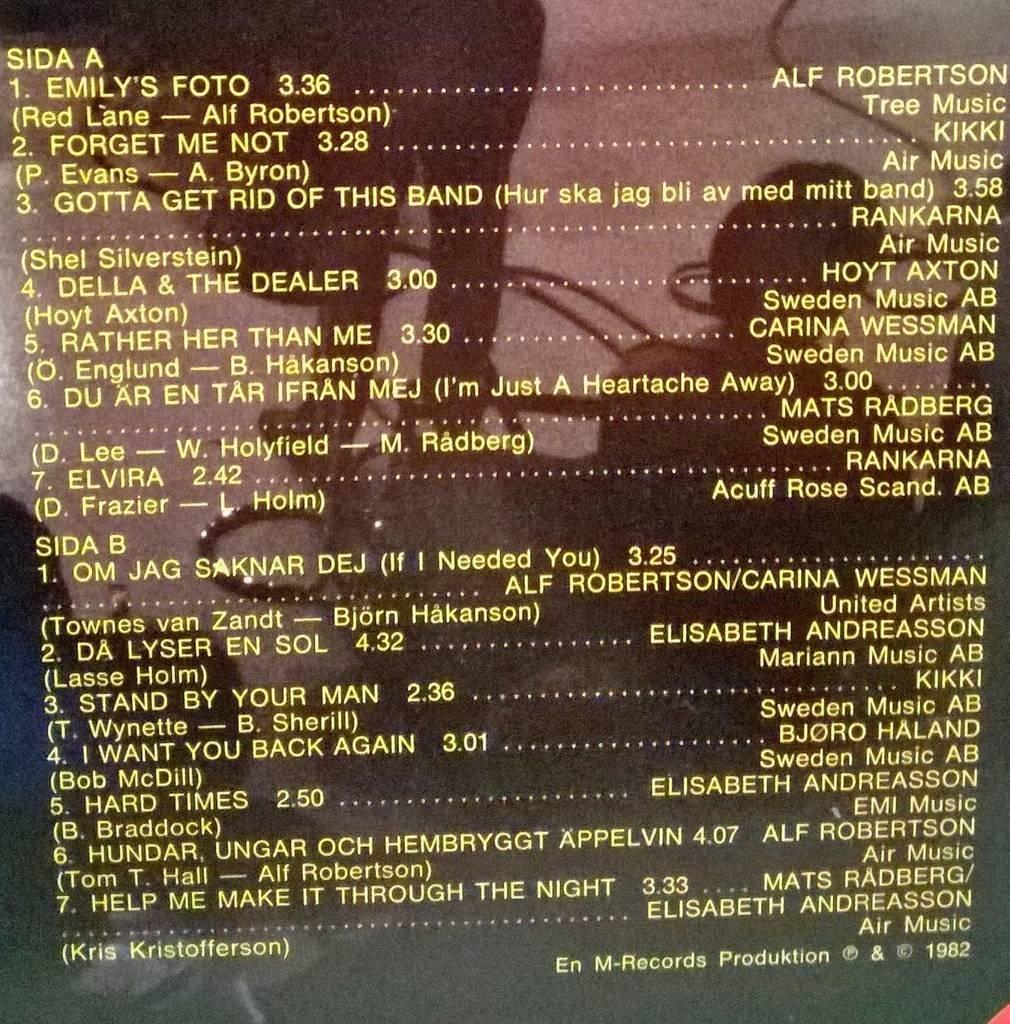 SIDA A
1. EMILY'S FOTO 3.36 ........................ ALF ROBERTSON
(Red Lane — Alf Robertson) Tree Music
2. FORGET ME NOT 3.28 ........................ KIKKI
(P. Evans — A. Byron) Air Music
3. GOTTA GET RID OF THIS BAND (Hur ska jag bli av med mitt band) 3.58
........................ RANKARNA
(Shel Silverstein) Air Music
4. DELLA & THE DEALER 3.00 ........................ HOYT AXTON
(Hoyt Axton) Sweden Music AB
5. RATHER HER THAN ME 3.30 ........................ CARINA WESSMAN
(Ö. Englund — B. Håkanson) Sweden Music AB
6. DU ÄR EN TÅR IFRÅN MEJ (I'm Just A Heartache Away) 3.00 ........
........................ MATS RÅDBERG
(D. Lee — W. Holyfield — M. Rådberg) Sweden Music AB
7. ELVIRA 2.42 ........................ RANKARNA
(D. Frazier — L. Holm) Acuff Rose Scand. AB
SIDA B
1. OM JAG SAKNAR DEJ (If I Needed You) 3.25 ........................
........................ ALF ROBERTSON/CARINA WESSMAN
(Townes van Zandt — Björn Håkanson) United Artists
2. DÅ LYSER EN SOL 4.32 ................ ELISABETH ANDREASSON
(Lasse Holm) Mariann Music AB
3. STAND BY YOUR MAN 2.36 ........................ KIKKI
(T. Wynette — B. Sherill) Sweden Music AB
4. I WANT YOU BACK AGAIN 3.01 .................... BJØRO HÅLAND
(Bob McDill) Sweden Music AB
5. HARD TIMES 2.50 ...................... ELISABETH ANDREASSON
(B. Braddock) EMI Music
6. HUNDAR, UNGAR OCH HEMBRYGGT ÄPPELVIN 4.07 ALF ROBERTSON
(Tom T. Hall — Alf Robertson) Air Music
7. HELP ME MAKE IT THROUGH THE NIGHT 3.33 .... MATS RÅDBERG/
........................ ELISABETH ANDREASSON
(Kris Kristofferson) Air Music
En M-Records Produktion ℗ & © 1982